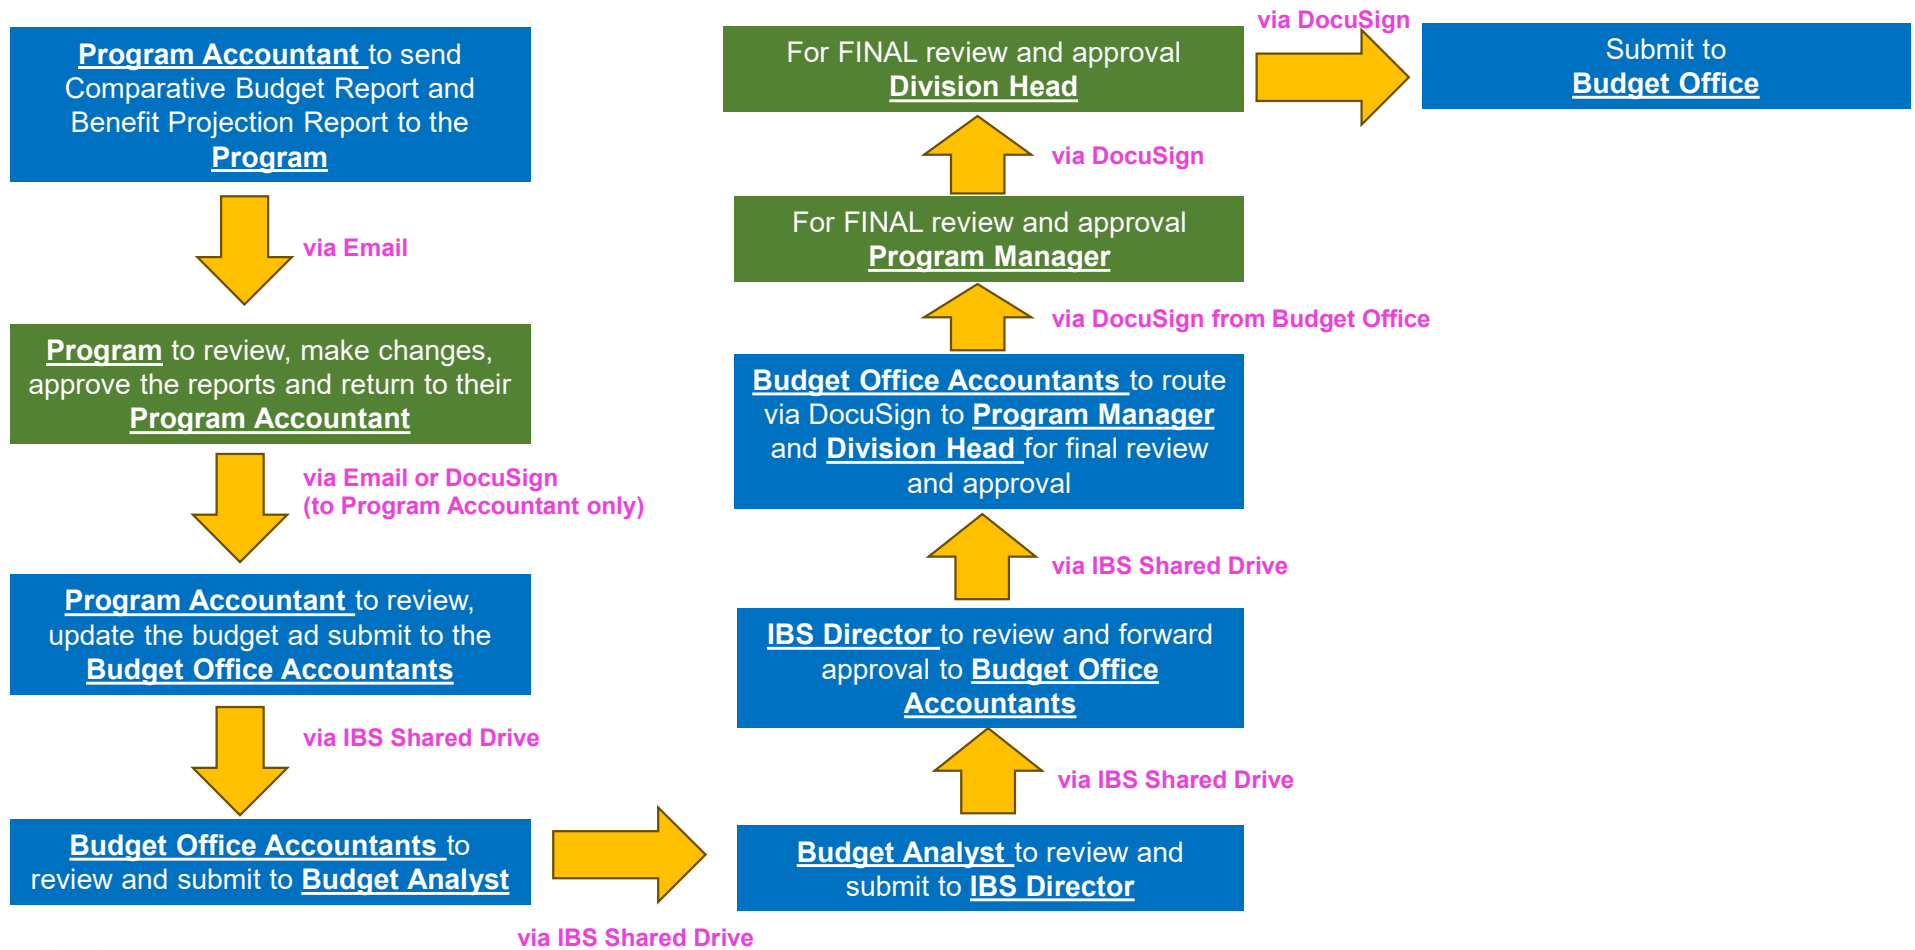 Program Accountant to send
Comparative Budget Report and
Benefit Projection Report to the
Program
via Email
Program to review, make changes,
approve the reports and return to their
Program Accountant
via Email or DocuSign
(to Program Accountant only)
Program Accountant to review,
update the budget ad submit to the
Budget Office Accountants
via IBS Shared Drive
Budget Office Accountants to
review and submit to Budget Analyst
via IBS Shared Drive
Budget Analyst to review and
submit to IBS Director
via IBS Shared Drive
IBS Director to review and forward
approval to Budget Office
Accountants
via IBS Shared Drive
Budget Office Accountants to route
via DocuSign to Program Manager
and Division Head for final review
and approval
via DocuSign from Budget Office
For FINAL review and approval
Program Manager
via DocuSign
For FINAL review and approval
Division Head
via DocuSign
Submit to
Budget Office